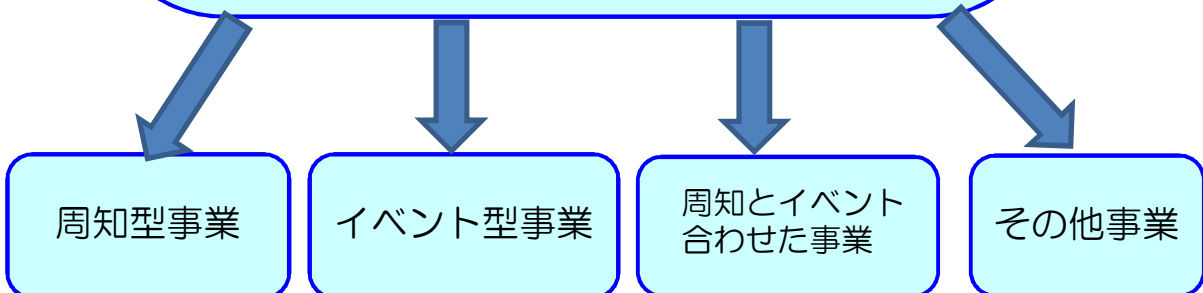 周知型事業
イベント型事業
周知とイベント
合わせた事業
その他事業